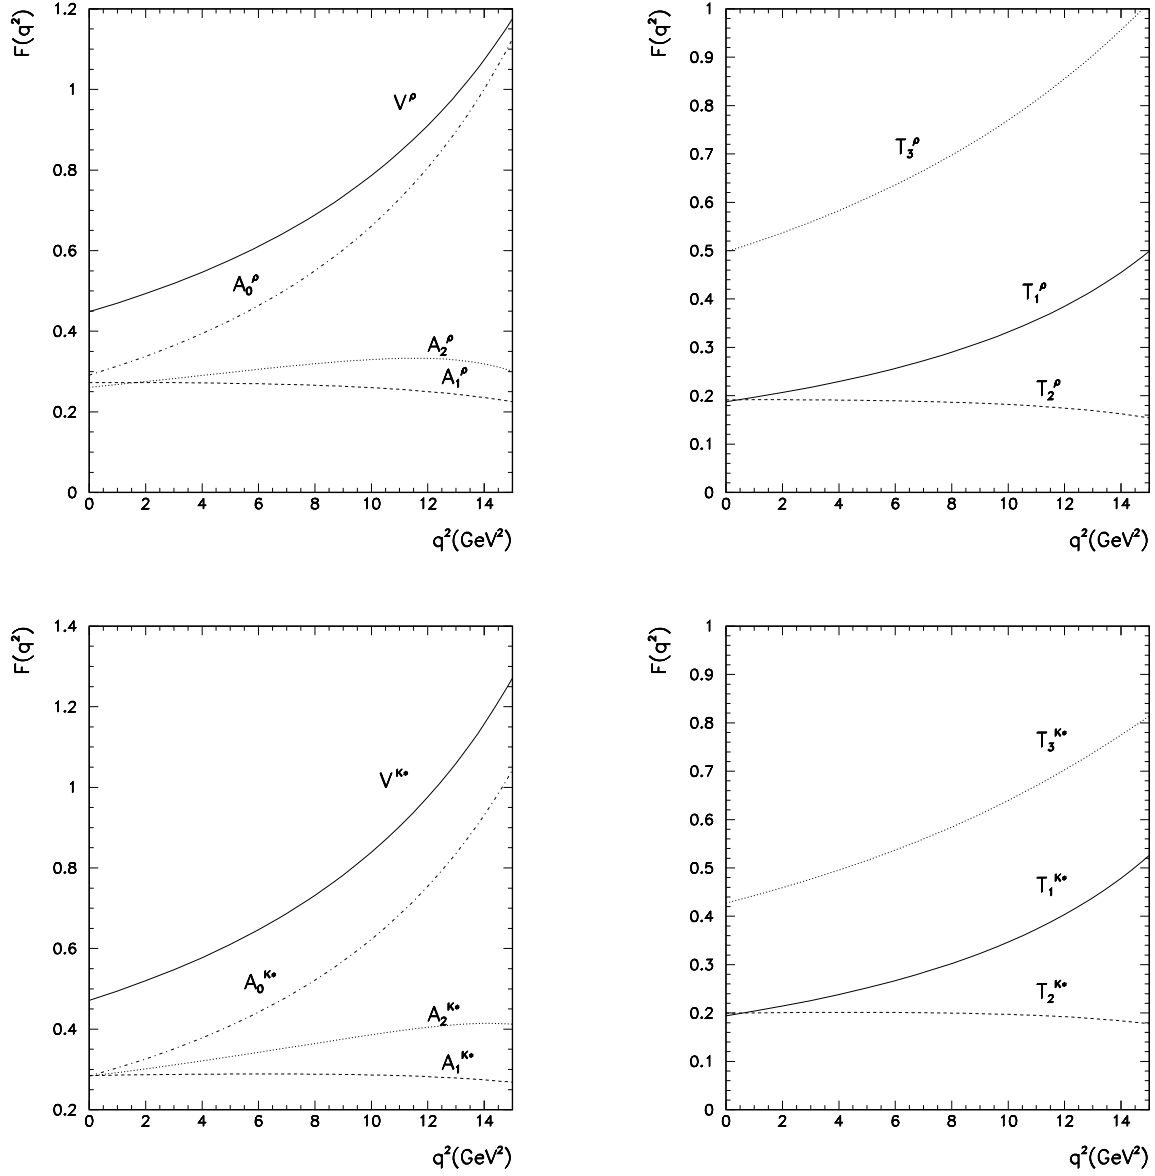 F(q²)
1.2
1
V^ρ
0.8
0.6
A₀^ρ
0.4
A₂^ρ
A₁^ρ
0.2
0
0 2 4 6 8 10 12 14
q²(GeV²)
F(q²)
1
0.9
0.8
0.7
T₃^ρ
0.6
0.5
0.4
T₁^ρ
0.3
0.2
T₂^ρ
0.1
0
0 2 4 6 8 10 12 14
q²(GeV²)
F(q²)
1.4
1.2
1
V^K*
0.8
0.6
A₀^K*
0.4
A₂^K*
A₁^K*
0.2
0 2 4 6 8 10 12 14
q²(GeV²)
F(q²)
1
0.9
0.8
T₃^K*
0.7
0.6
0.5
T₁^K*
0.4
0.3
T₂^K*
0.2
0.1
0
0 2 4 6 8 10 12 14
q²(GeV²)